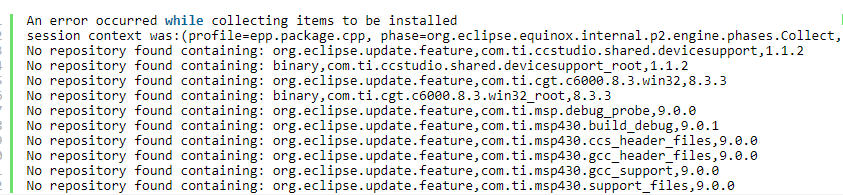 An error occurred while collecting items to be installed
session context was:(profile=epp.package.cpp, phase=org.eclipse.equinox.internal.p2.engine.phases.Collect,
No repository found containing: org.eclipse.update.feature,com.ti.ccstudio.shared.devicesupport,1.1.2
No repository found containing: binary,com.ti.ccstudio.shared.devicesupport_root,1.1.2
No repository found containing: org.eclipse.update.feature,com.ti.cgt.c6000.8.3.win32,8.3.3
No repository found containing: binary,com.ti.cgt.c6000.8.3.win32_root,8.3.3
No repository found containing: org.eclipse.update.feature,com.ti.msp.debug_probe,9.0.0
No repository found containing: org.eclipse.update.feature,com.ti.msp430.build_debug,9.0.1
No repository found containing: org.eclipse.update.feature,com.ti.msp430.ccs_header_files,9.0.0
No repository found containing: org.eclipse.update.feature,com.ti.msp430.gcc_header_files,9.0.0
No repository found containing: org.eclipse.update.feature,com.ti.msp430.gcc_support,9.0.0
No repository found containing: org.eclipse.update.feature,com.ti.msp430.support_files,9.0.0